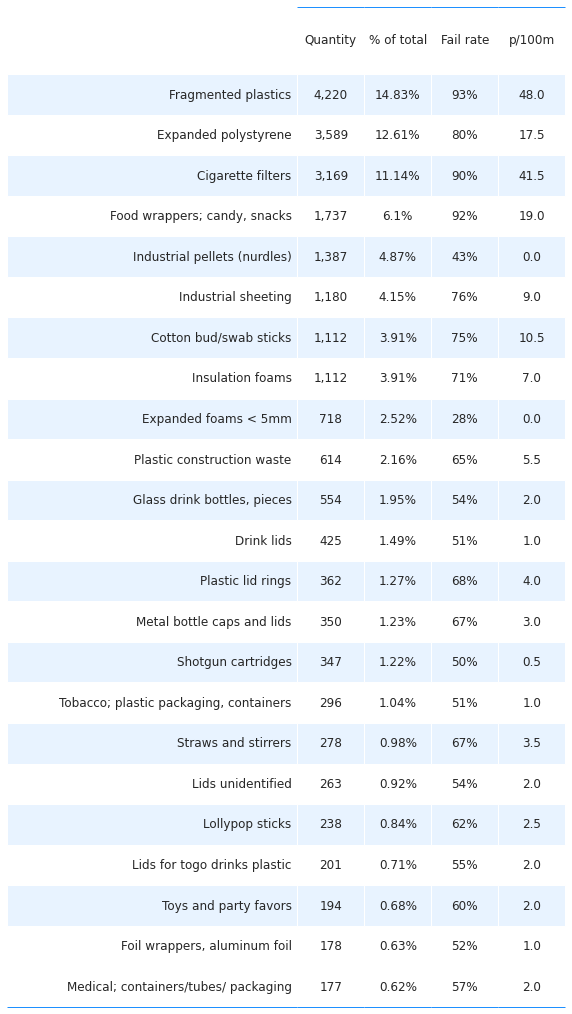 Quantity % of total Fail rate p/100m
Fragmented plastics 4,220 14.83% 93% 48.0
Expanded polystyrene 3,589 12.61% 80% 17.5
Cigarette filters 3,169 11.14% 90% 41.5
Food wrappers; candy, snacks 1,737 6.1% 92% 19.0
Industrial pellets (nurdles) 1,387 4.87% 43% 0.0
Industrial sheeting 1,180 4.15% 76% 9.0
Cotton bud/swab sticks 1,112 3.91% 75% 10.5
Insulation foams 1,112 3.91% 71% 7.0
Expanded foams < 5mm 718 2.52% 28% 0.0
Plastic construction waste 614 2.16% 65% 5.5
Glass drink bottles, pieces 554 1.95% 54% 2.0
Drink lids 425 1.49% 51% 1.0
Plastic lid rings 362 1.27% 68% 4.0
Metal bottle caps and lids 350 1.23% 67% 3.0
Shotgun cartridges 347 1.22% 50% 0.5
Tobacco; plastic packaging, containers 296 1.04% 51% 1.0
Straws and stirrers 278 0.98% 67% 3.5
Lids unidentified 263 0.92% 54% 2.0
Lollypop sticks 238 0.84% 62% 2.5
Lids for togo drinks plastic 201 0.71% 55% 2.0
Toys and party favors 194 0.68% 60% 2.0
Foil wrappers, aluminum foil 178 0.63% 52% 1.0
Medical; containers/tubes/ packaging 177 0.62% 57% 2.0